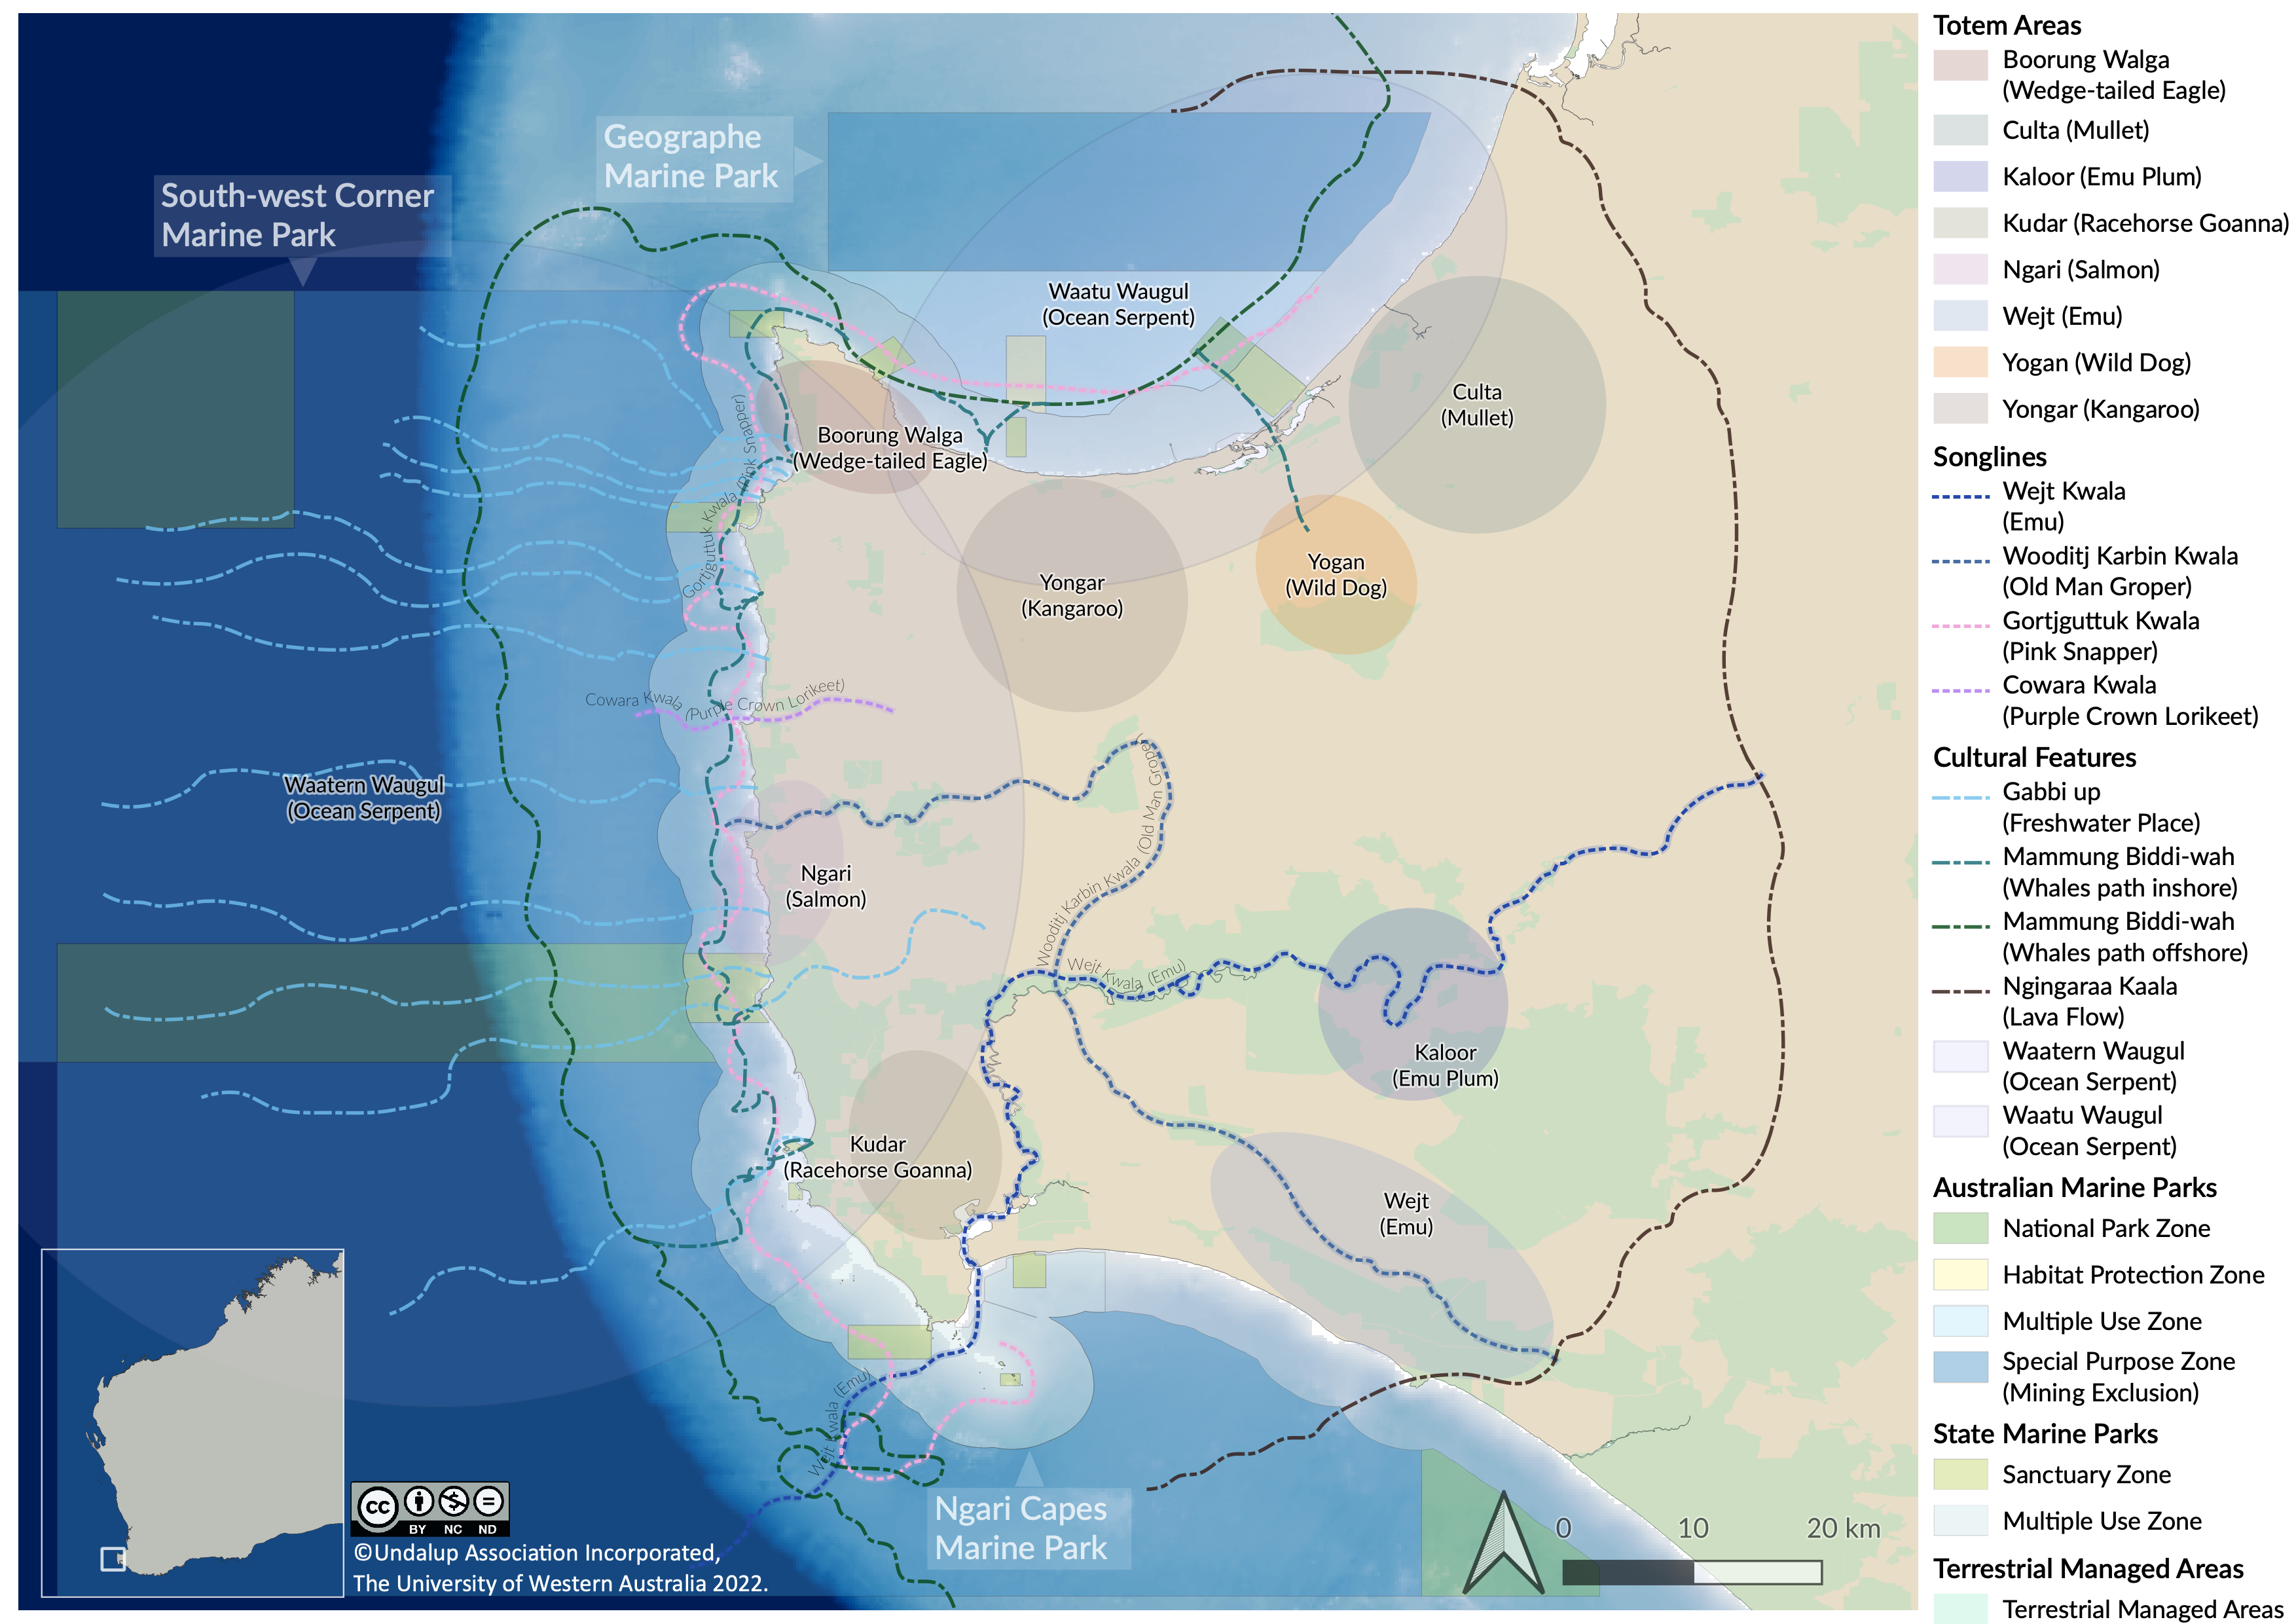 South-west Corner
Marine Park
Geographe
Marine Park
Waatu Waugul
(Ocean Serpent)
Culta
(Mullet)
Boorung Walga
(Wedge-tailed Eagle)
Gortjguttuk Kwala (Pink Snapper)
Yongar
(Kangaroo)
Yogan
(Wild Dog)
Cowara Kwala (Purple Crown Lorikeet)
Waatern Waugul
(Ocean Serpent)
Wooditj Karbin Kwala (Old Man Groper)
Ngari
(Salmon)
Wejt Kwala (Emu)
Kaloor
(Emu Plum)
Kudar
(Racehorse Goanna)
Wejt
(Emu)
Wejt Kwala (Emu)
Ngari Capes
Marine Park
0 10 20 km
cc
BY NC ND
©Undalup Association Incorporated,
The University of Western Australia 2022.
Totem Areas
Boorung Walga
(Wedge-tailed Eagle)
Culta (Mullet)
Kaloor (Emu Plum)
Kudar (Racehorse Goanna)
Ngari (Salmon)
Wejt (Emu)
Yogan (Wild Dog)
Yongar (Kangaroo)
Songlines
Wejt Kwala
(Emu)
Wooditj Karbin Kwala
(Old Man Groper)
Gortjguttuk Kwala
(Pink Snapper)
Cowara Kwala
(Purple Crown Lorikeet)
Cultural Features
Gabbi up
(Freshwater Place)
Mammung Biddi-wah
(Whales path inshore)
Mammung Biddi-wah
(Whales path offshore)
Ngingaraa Kaala
(Lava Flow)
Waatern Waugul
(Ocean Serpent)
Waatu Waugul
(Ocean Serpent)
Australian Marine Parks
National Park Zone
Habitat Protection Zone
Multiple Use Zone
Special Purpose Zone
(Mining Exclusion)
State Marine Parks
Sanctuary Zone
Multiple Use Zone
Terrestrial Managed Areas
Terrestrial Managed Areas